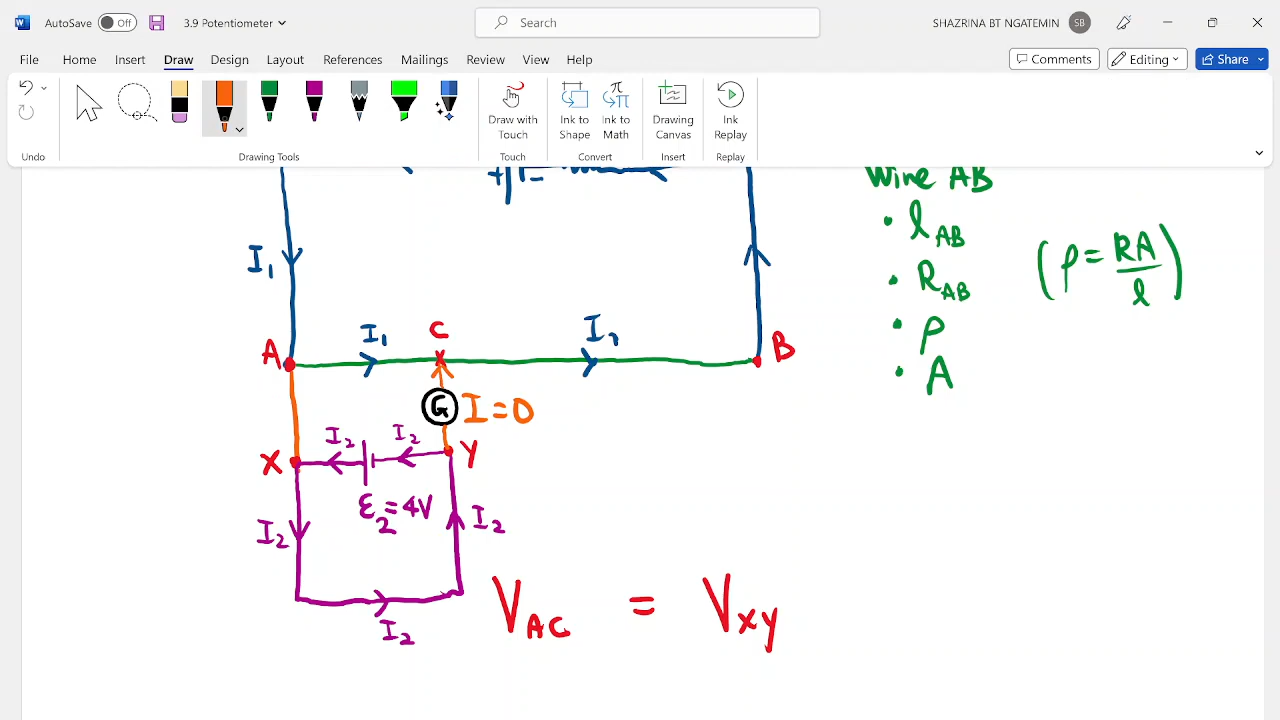 AutoSave Off 3.9 Potentiometer Search SHAZRINA BT NGATEMIN SB
File Home Insert Draw Design Layout References Mailings Review View Help Comments Editing Share
Draw with Touch
Ink to Shape
Ink to Math
Drawing Canvas
Ink Replay
Undo Drawing Tools Touch Convert Insert Replay
+ -
Wire AB
• l_AB
• R_AB
• ρ
• A
(ρ = RA/l)
I₁
A I₁ C I₁ B
G I = 0
X I₂ I₂ Y
ε₂ = 4V
I₂ I₂
I₂
V_AC = V_XY